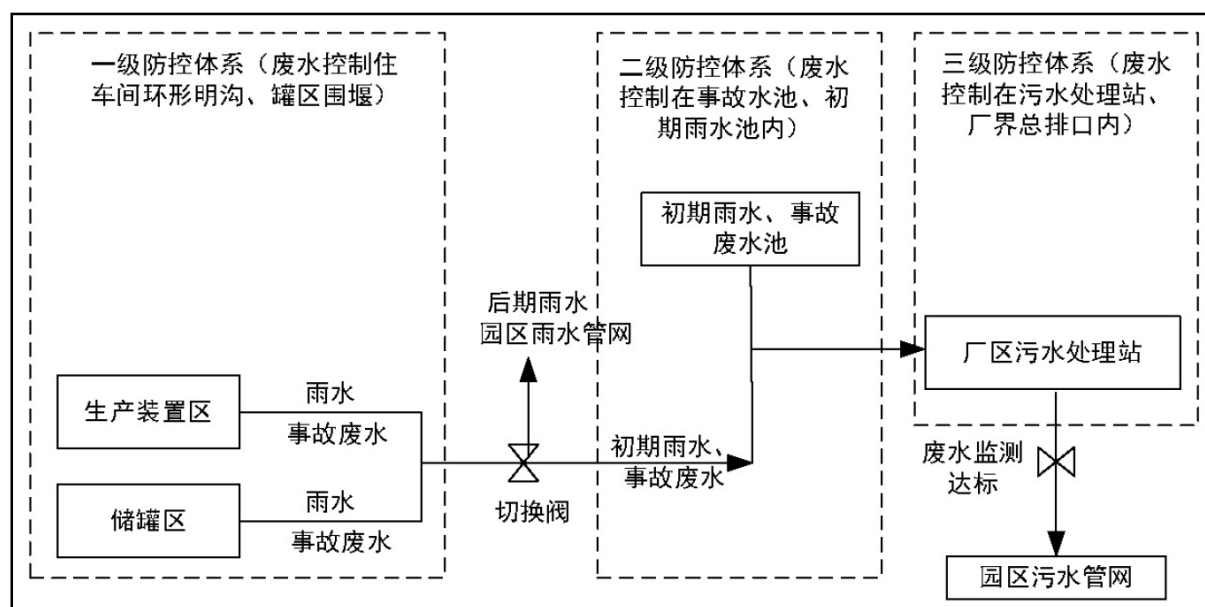 一级防控体系（废水控制住
车间环形明沟、罐区围堰）
二级防控体系（废水
控制在事故水池、初
期雨水池内）
三级防控体系（废水
控制在污水处理站、
厂界总排口内）
初期雨水、事故
废水池
后期雨水
园区雨水管网
厂区污水处理站
生产装置区
雨水
事故废水
初期雨水、
事故废水
废水监测
达标
储罐区
雨水
事故废水
切换阀
园区污水管网